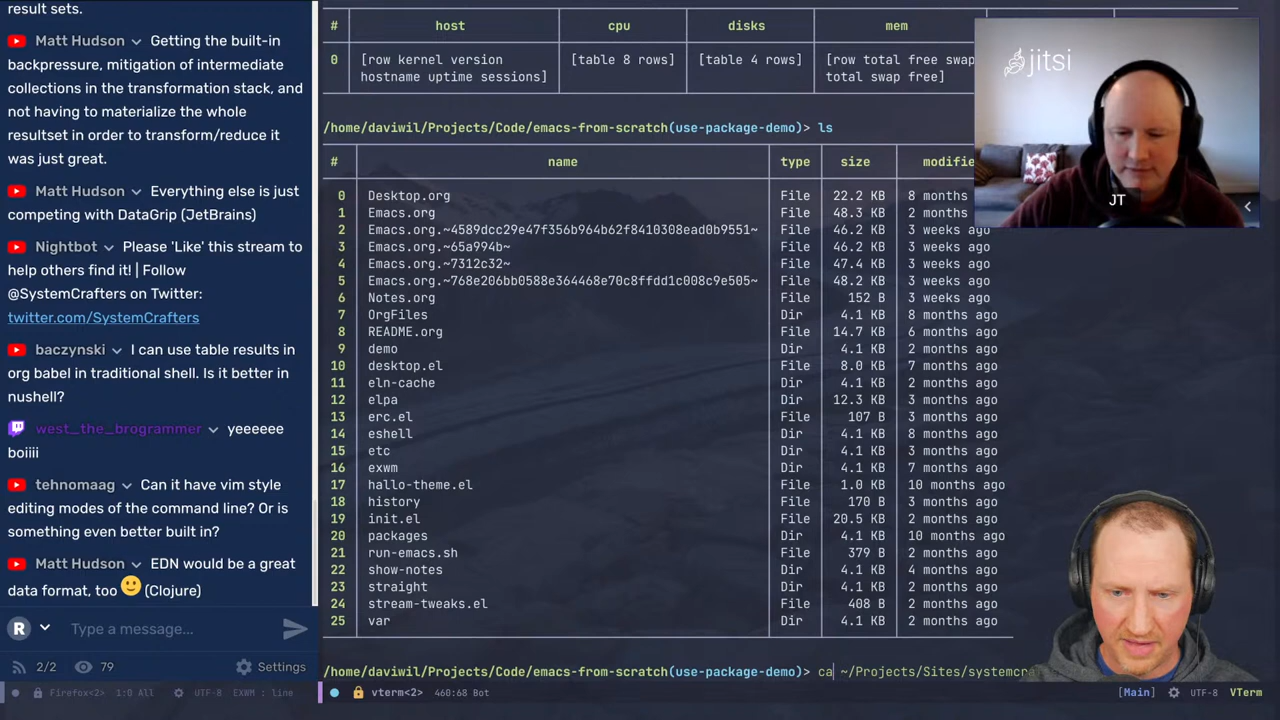 result sets.
Matt Hudson Getting the built-in
backpressure, mitigation of intermediate
collections in the transformation stack, and
not having to materialize the whole
resultset in order to transform/reduce it
was just great.
Matt Hudson Everything else is just
competing with DataGrip (JetBrains)
Nightbot Please 'Like' this stream to
help others find it! | Follow
@SystemCrafters on Twitter:
twitter.com/SystemCrafters
baczynski I can use table results in
org babel in traditional shell. Is it better in
nushell?
west_the_brogrammer yeeeeee
boiiii
tehnomaag Can it have vim style
editing modes of the command line? Or is
something even better built in?
Matt Hudson EDN would be a great
data format, too 🙂 (Clojure)
R Type a message...
2/2 79 Settings
Firefox<2> 1:0 All UTF-8 EXWM : line
# host cpu disks mem
0 [row kernel version [table 8 rows] [table 4 rows] [row total free swap
hostname uptime sessions] total swap free]
/home/daviwil/Projects/Code/emacs-from-scratch(use-package-demo)> ls
# name type size modifie
0 Desktop.org File 22.2 KB 8 months
1 Emacs.org File 48.3 KB 2 months
2 Emacs.org.~4589dcc29e47f356b964b62f8410308ead0b9551~ File 46.2 KB 3 weeks ago
3 Emacs.org.~65a994b~ File 46.2 KB 3 weeks ago
4 Emacs.org.~7312c32~ File 47.4 KB 3 weeks ago
5 Emacs.org.~768e206bb0588e364468e70c8ffdd1c008c9e505~ File 48.2 KB 3 weeks ago
6 Notes.org File 152 B 3 weeks ago
7 OrgFiles Dir 4.1 KB 8 months ago
8 README.org File 14.7 KB 6 months ago
9 demo Dir 4.1 KB 2 months ago
10 desktop.el File 8.0 KB 7 months ago
11 eln-cache Dir 4.1 KB 2 months ago
12 elpa Dir 12.3 KB 3 months ago
13 erc.el File 107 B 3 months ago
14 eshell Dir 4.1 KB 8 months ago
15 etc Dir 4.1 KB 2 months ago
16 exwm Dir 4.1 KB 7 months ago
17 hallo-theme.el File 1.0 KB 10 months ago
18 history File 170 B 3 months ago
19 init.el File 20.5 KB 2 months ago
20 packages Dir 4.1 KB 10 months ago
21 run-emacs.sh File 379 B 2 months ago
22 show-notes Dir 4.1 KB 4 months ago
23 straight Dir 4.1 KB 2 months ago
24 stream-tweaks.el File 408 B 2 months ago
25 var Dir 4.1 KB 2 months ago
/home/daviwil/Projects/Code/emacs-from-scratch(use-package-demo)> ca ~/Projects/Sites/systemcra
vterm<2> 460:68 Bot [Main] UTF-8 VTerm
jitsi
JT